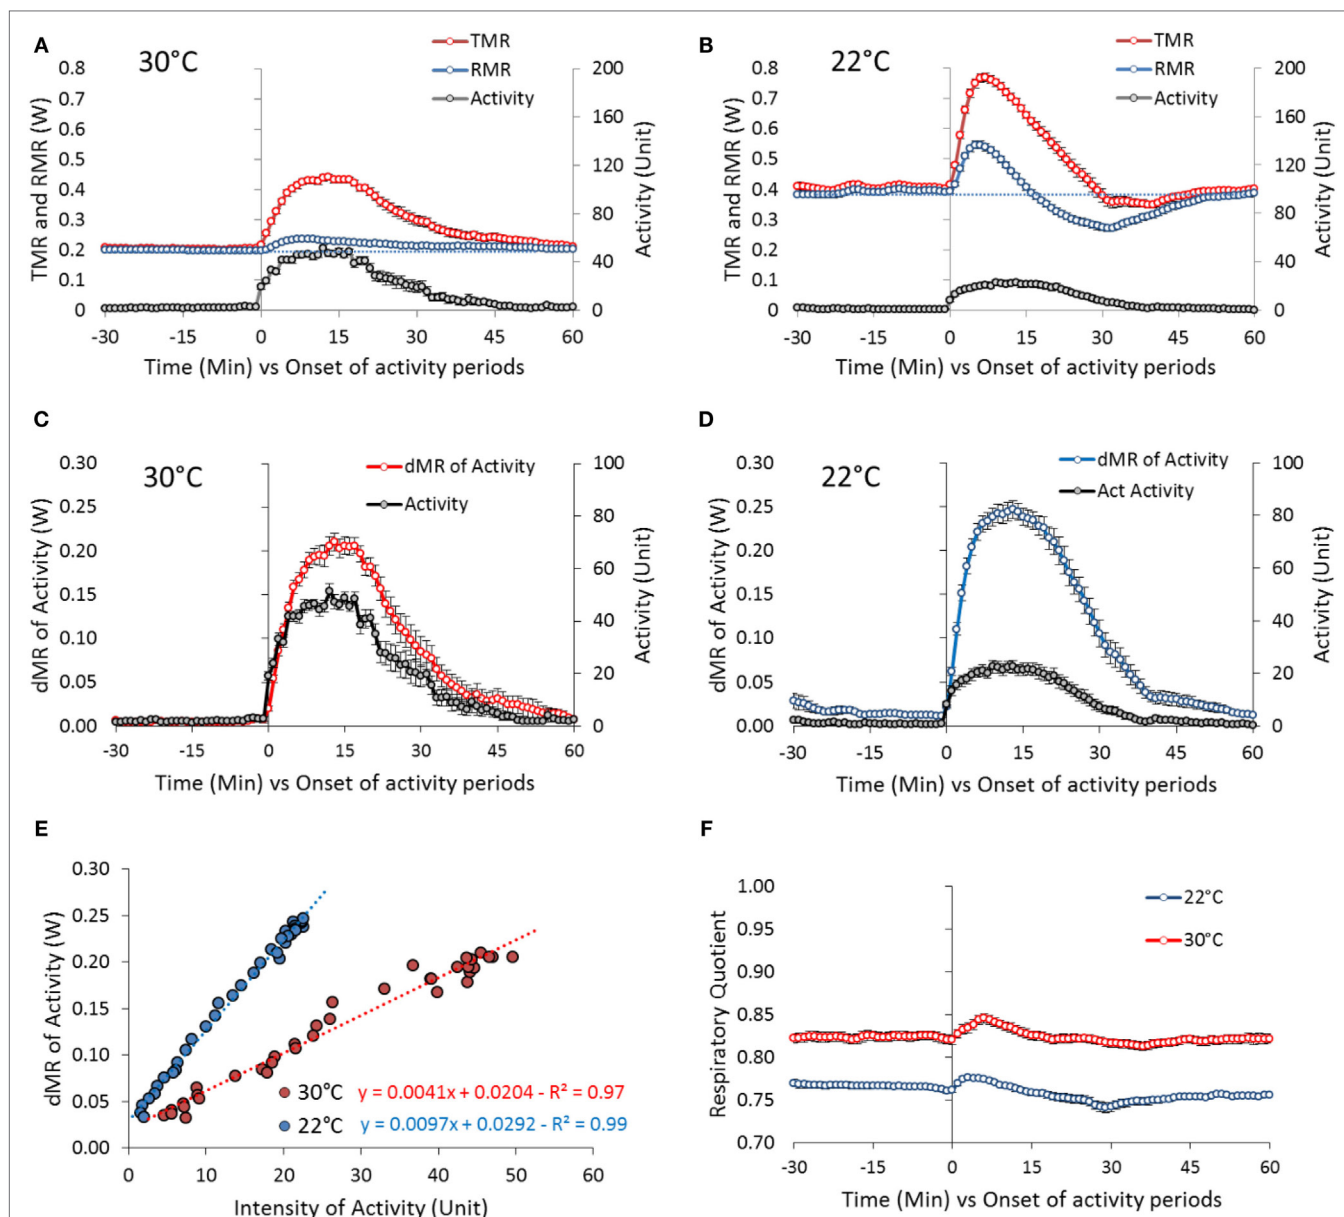 A
30°C
TMR
RMR
Activity
0.8
0.7
0.6
0.5
0.4
0.3
0.2
0.1
0
200
160
120
80
40
0
TMR and RMR (W)
Activity (Unit)
-30 -15 0 15 30 45 60
Time (Min) vs Onset of activity periods
B
22°C
TMR
RMR
Activity
0.8
0.7
0.6
0.5
0.4
0.3
0.2
0.1
0
200
160
120
80
40
0
TMR and RMR (W)
Activity (Unit)
-30 -15 0 15 30 45 60
Time (Min) vs Onset of activity periods
C
30°C
dMR of Activity
Activity
0.30
0.25
0.20
0.15
0.10
0.05
0.00
100
80
60
40
20
0
dMR of Activity (W)
Activity (Unit)
-30 -15 0 15 30 45 60
Time (Min) vs Onset of activity periods
D
22°C
dMR of Activity
Act Activity
0.30
0.25
0.20
0.15
0.10
0.05
0.00
100
80
60
40
20
0
dMR of Activity (W)
Activity (Unit)
-30 -15 0 15 30 45 60
Time (Min) vs Onset of activity periods
E
0.30
0.25
0.20
0.15
0.10
0.05
0.00
dMR of Activity (W)
30°C y = 0.0041x + 0.0204 - R² = 0.97
22°C y = 0.0097x + 0.0292 - R² = 0.99
0 10 20 30 40 50 60
Intensity of Activity (Unit)
F
22°C
30°C
1.00
0.95
0.90
0.85
0.80
0.75
0.70
Respiratory Quotient
-30 -15 0 15 30 45 60
Time (Min) vs Onset of activity periods